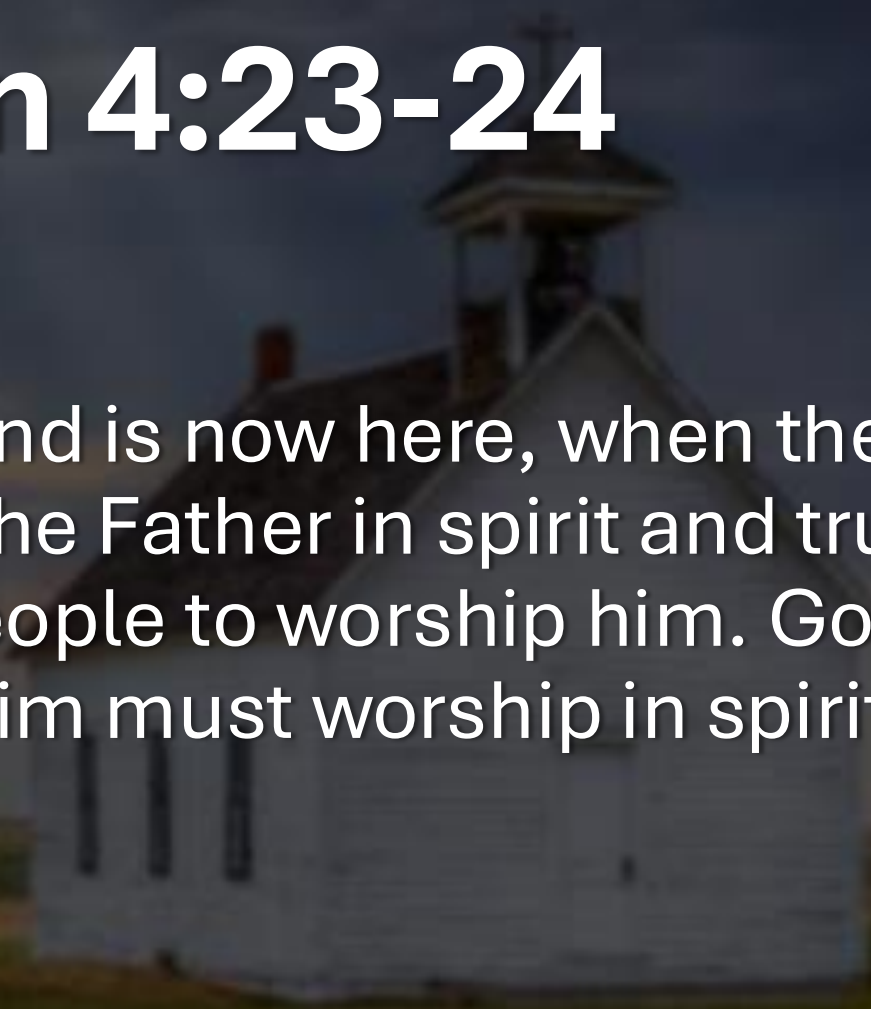 n 4:23-24
nd is now here, when the
he Father in spirit and tru
eople to worship him. Go
im must worship in spirit